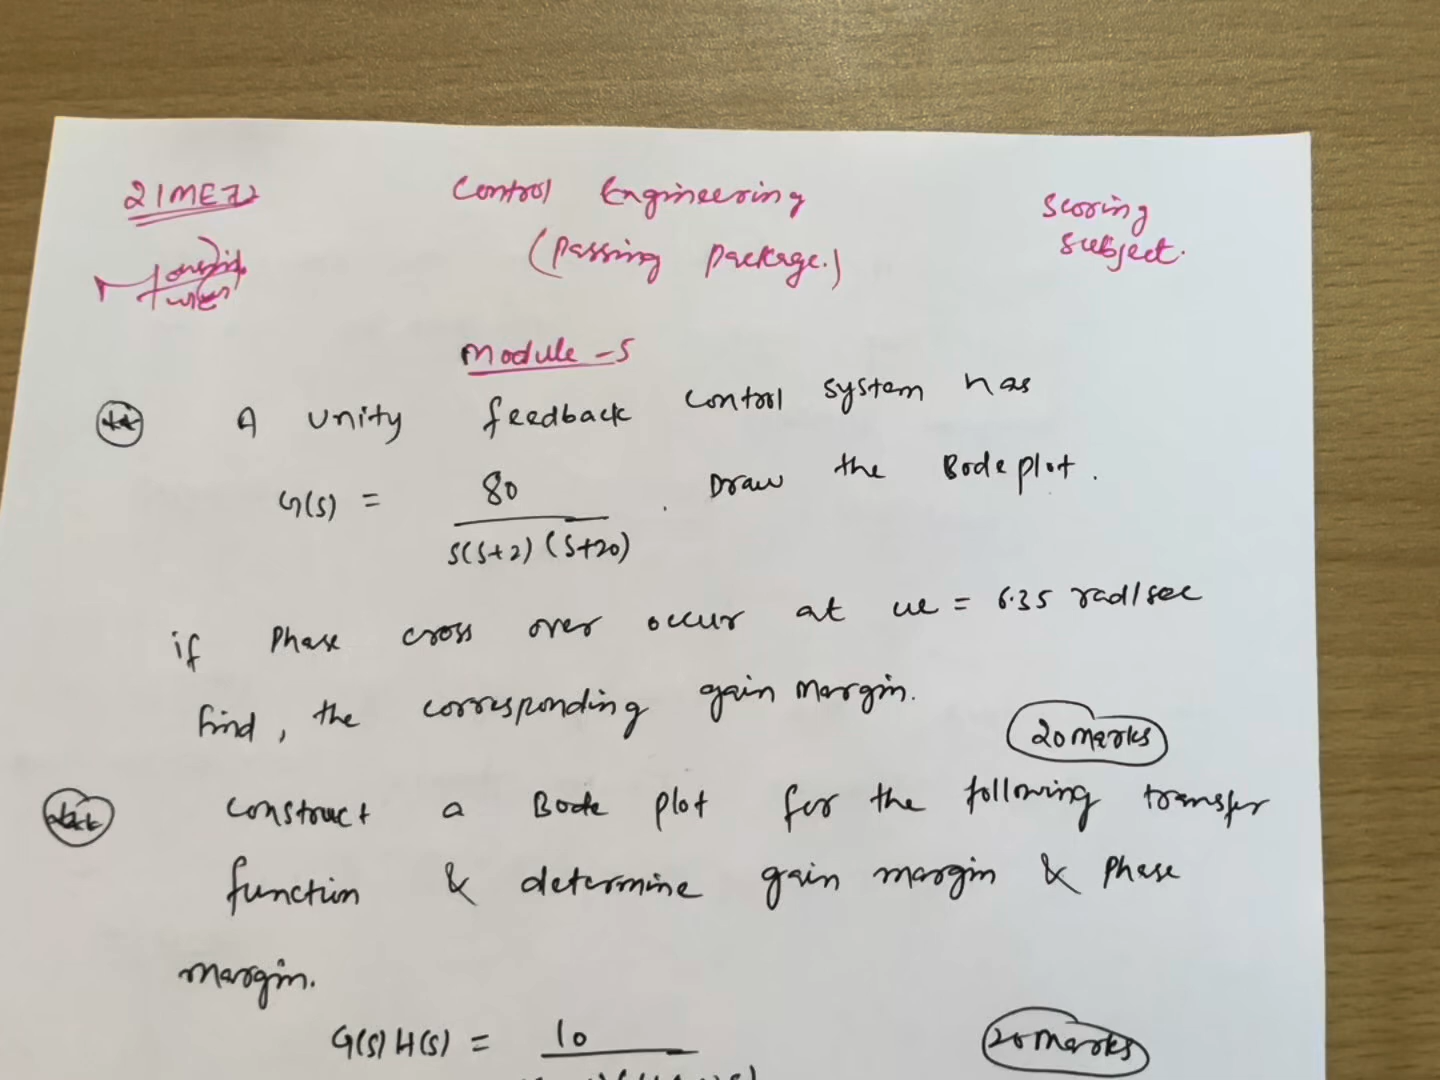 21ME72
Control Engineering
(Passing package.)
Scoring
Subject.
Module - 5
A unity feedback control system has
G(s) = 80 . Draw the Bode plot.
s(s+2) (s+20)
if Phase cross over occur at wc = 6.35 rad/sec
find, the corresponding gain margin.
20 marks
construct a Bode plot for the following transfer
function & determine gain margin & Phase
margin.
G(s) H(s) = 10
20 marks